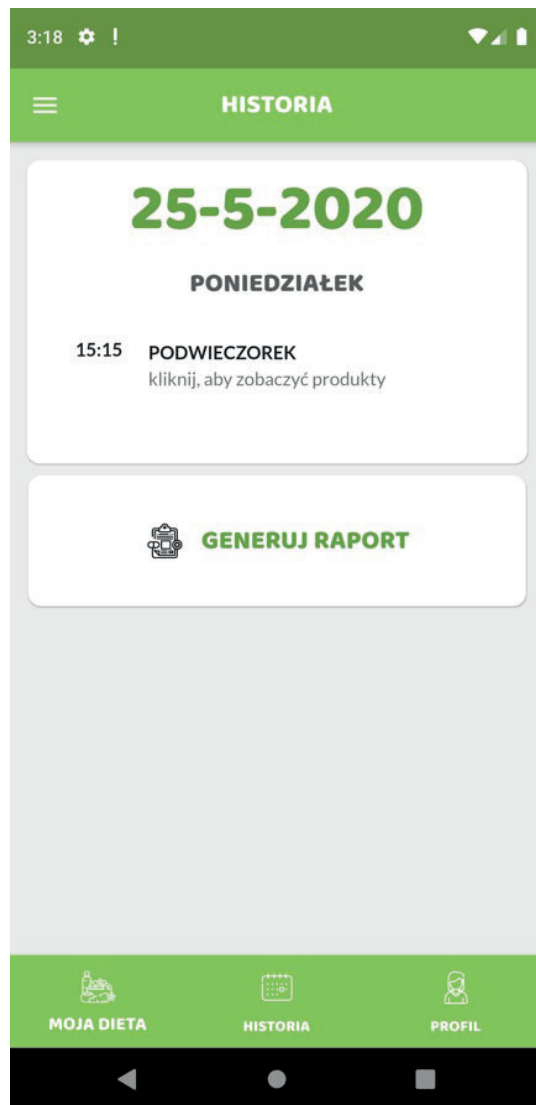 3:18
HISTORIA
25-5-2020
PONIEDZIAŁEK
15:15 PODWIECZOREK
kliknij, aby zobaczyć produkty
GENERUJ RAPORT
MOJA DIETA HISTORIA PROFIL